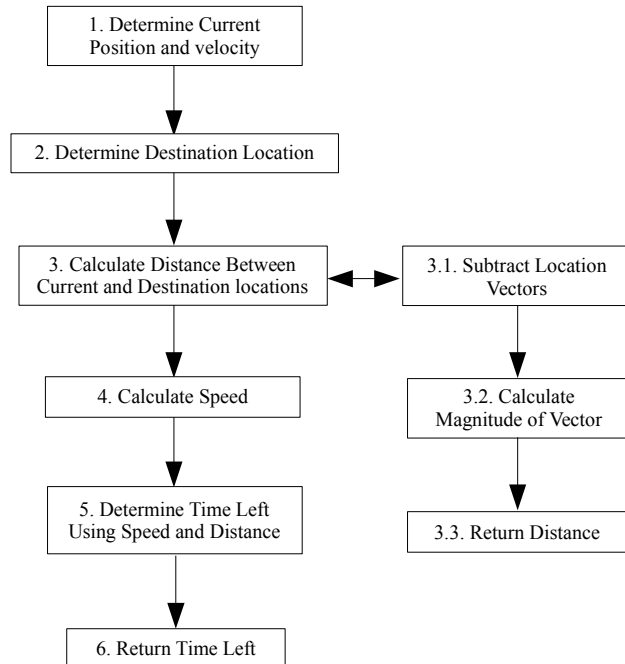 1. Determine Current
Position and velocity
2. Determine Destination Location
3. Calculate Distance Between
Current and Destination locations
3.1. Subtract Location
Vectors
4. Calculate Speed
3.2. Calculate
Magnitude of Vector
5. Determine Time Left
Using Speed and Distance
3.3. Return Distance
6. Return Time Left